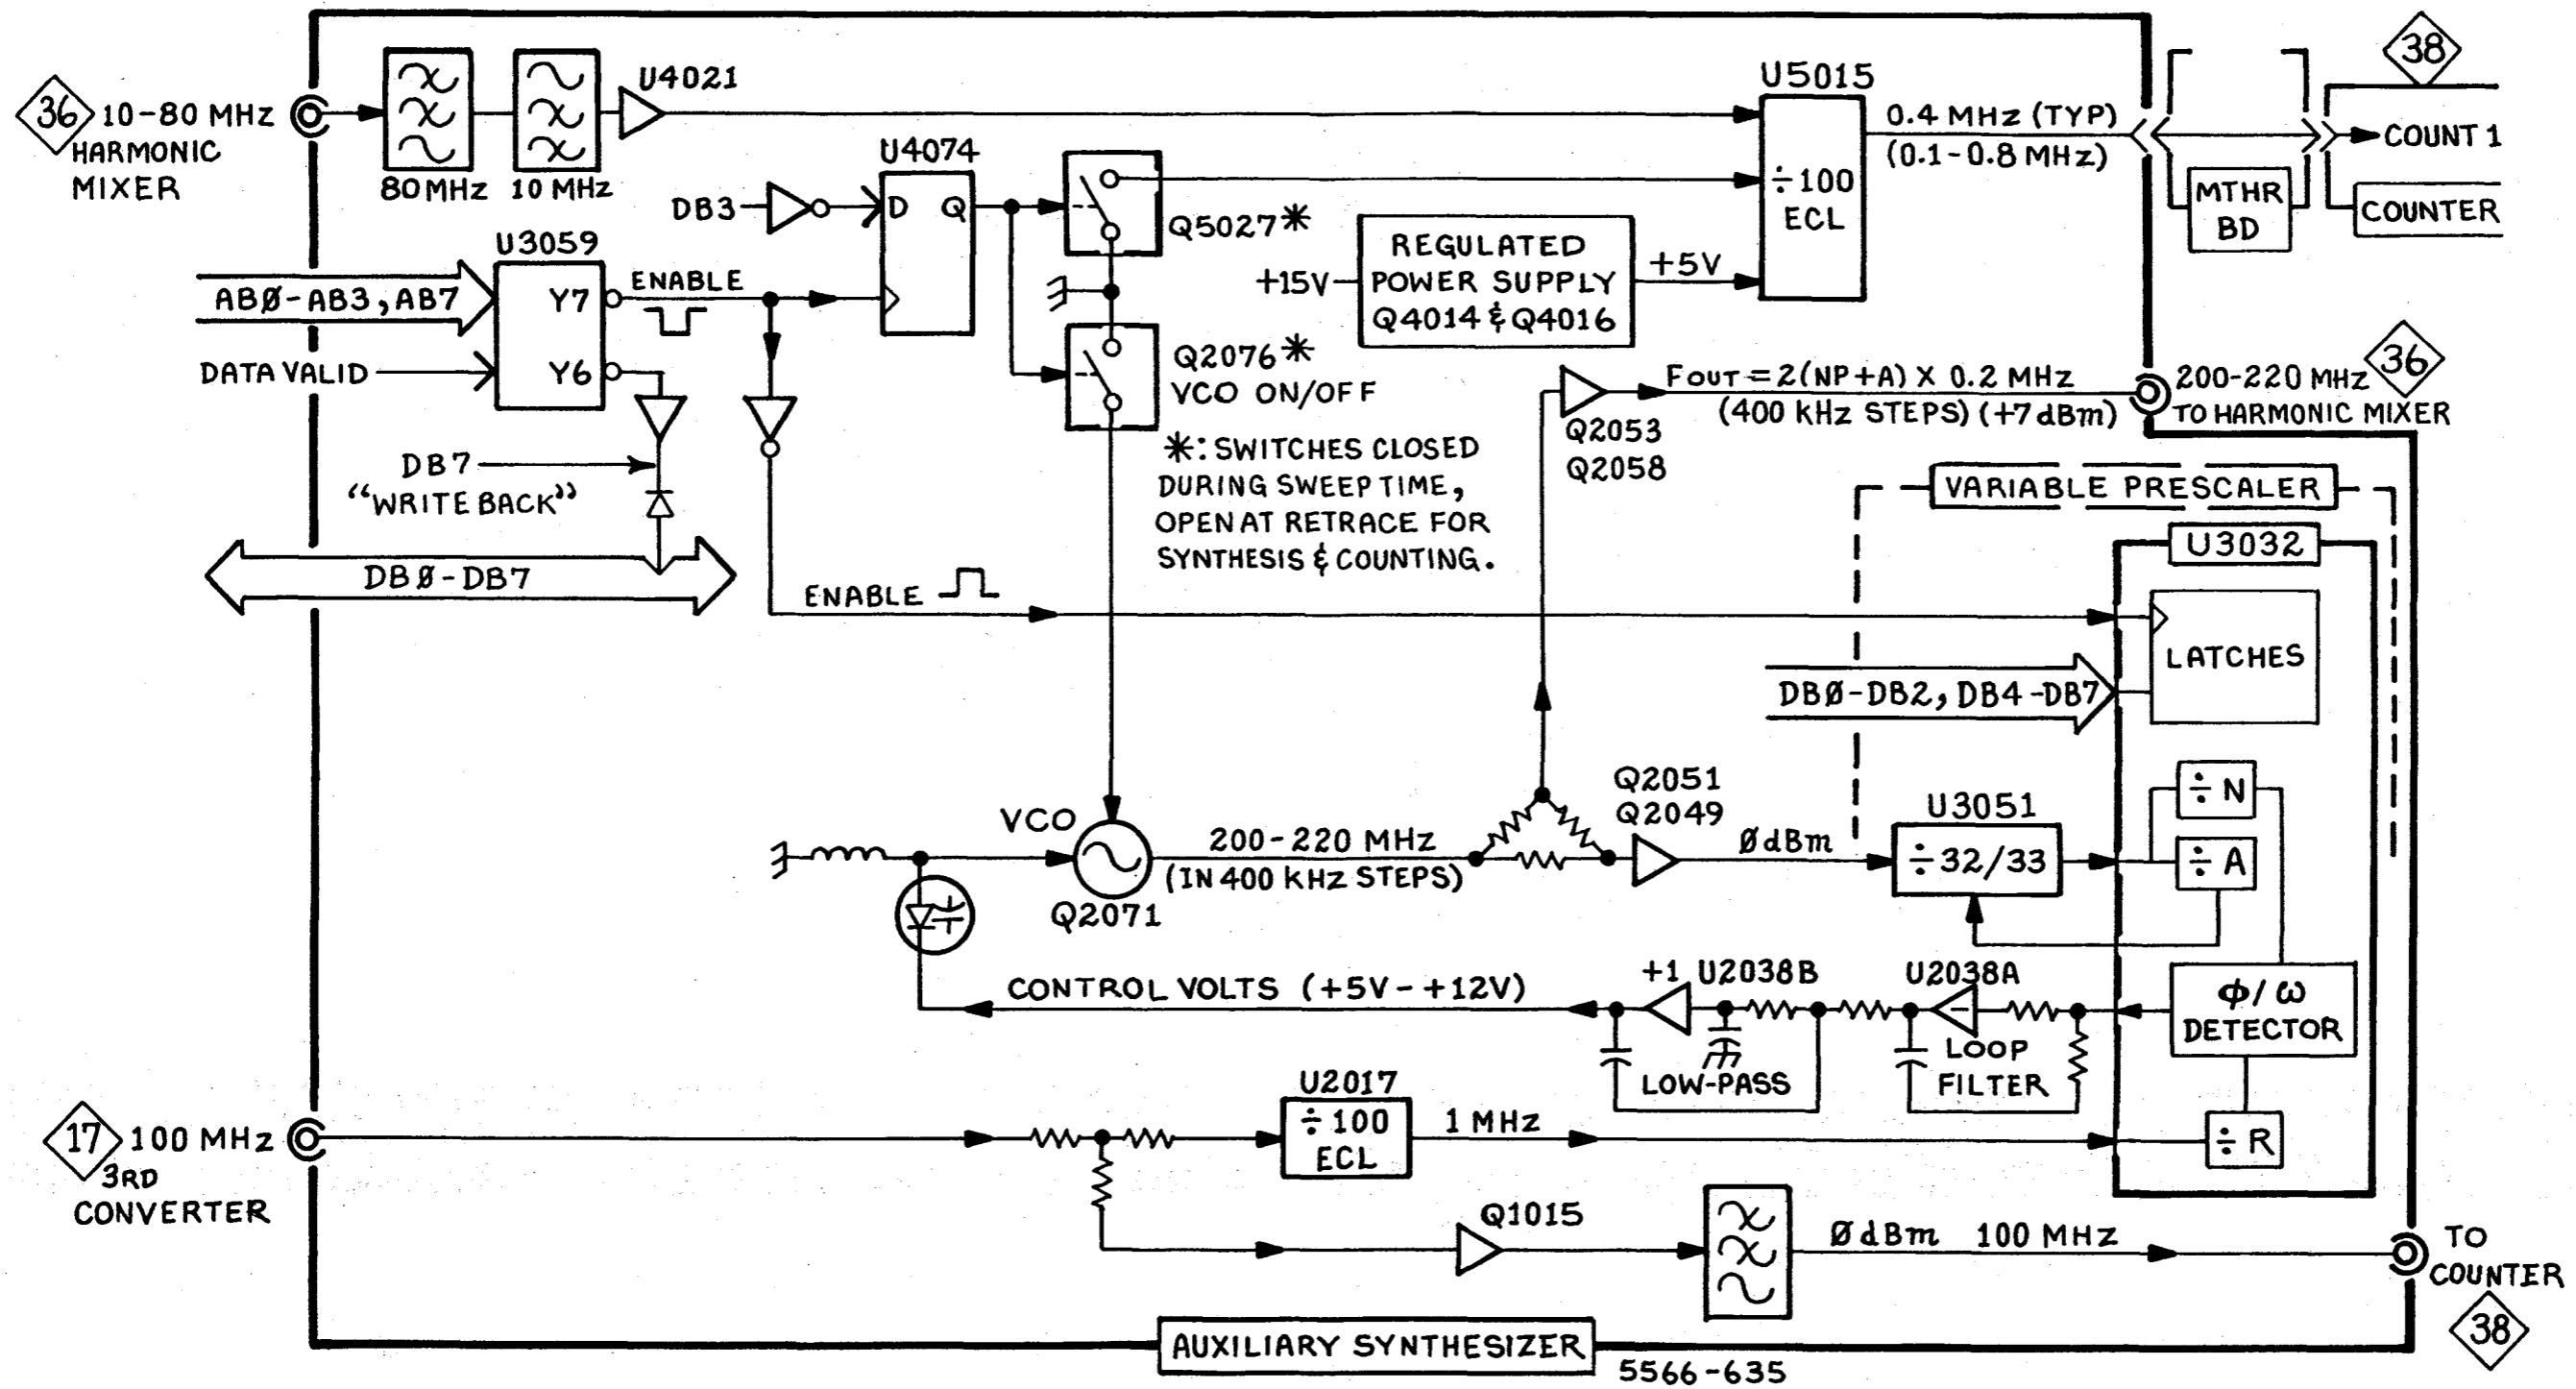 36
10-80 MHz
HARMONIC
MIXER
80 MHz
10 MHz
U4021
U5015
÷100
ECL
0.4 MHz (TYP)
(0.1-0.8 MHz)
38
COUNT 1
MTHR
BD
COUNTER
U4074
DB3
D Q
Q5027*
U3059
ABØ-AB3, AB7
Y7
Y6
ENABLE
DATA VALID
REGULATED
POWER SUPPLY
Q4014 & Q4016
+15V
+5V
Q2076*
VCO ON/OFF
*: SWITCHES CLOSED
DURING SWEEP TIME,
OPEN AT RETRACE FOR
SYNTHESIS & COUNTING.
FOUT = 2(NP+A) X 0.2 MHz
(400 kHz STEPS) (+7 dBm)
Q2053
Q2058
36
200-220 MHz
TO HARMONIC MIXER
DB7
"WRITE BACK"
DBØ-DB7
ENABLE
VARIABLE PRESCALER
U3032
LATCHES
DBØ-DB2, DB4-DB7
VCO
Q2071
200-220 MHz
(IN 400 KHz STEPS)
Q2051
Q2049
ØdBm
U3051
÷32/33
÷ N
÷ A
CONTROL VOLTS (+5V-+12V)
+1 U2038B
LOW-PASS
U2038A
LOOP
FILTER
ϕ/ω
DETECTOR
÷ R
17
100 MHz
3RD
CONVERTER
U2017
÷100
ECL
1 MHz
Q1015
ØdBm 100 MHz
TO
COUNTER
38
AUXILIARY SYNTHESIZER
5566-635